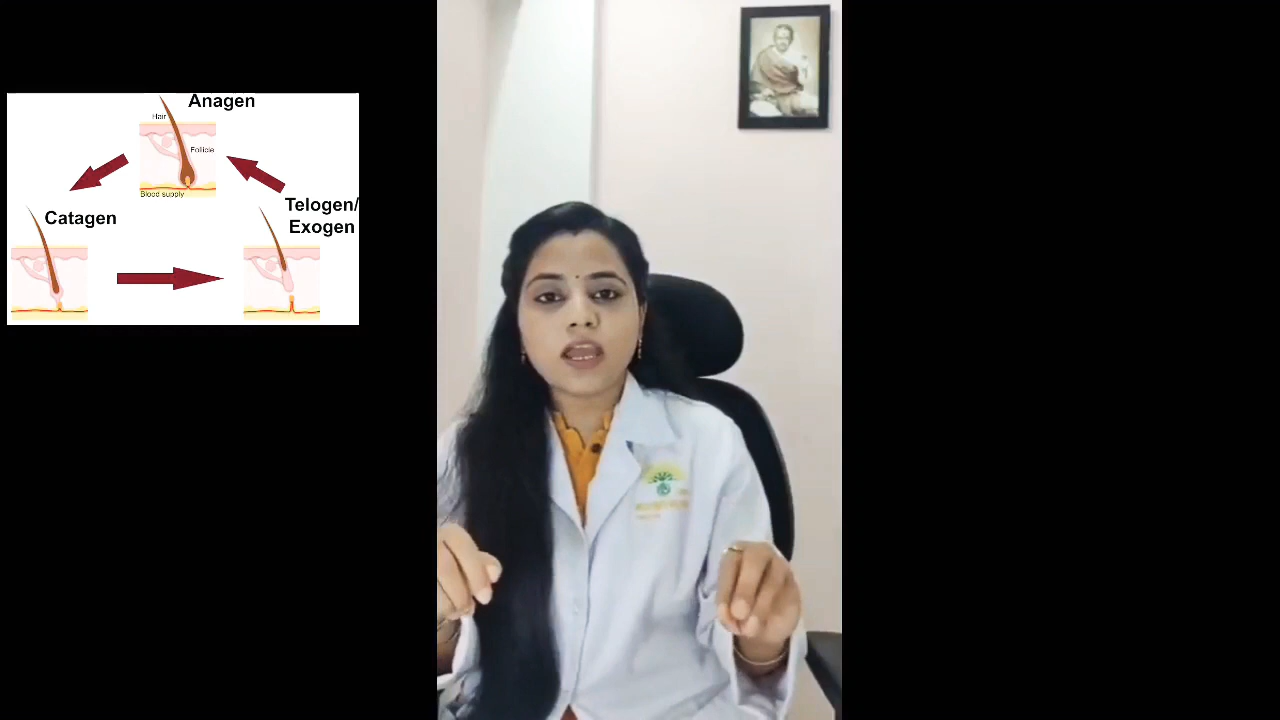 Anagen
Hair
Follicle
Blood supply
Catagen
Telogen/
Exogen